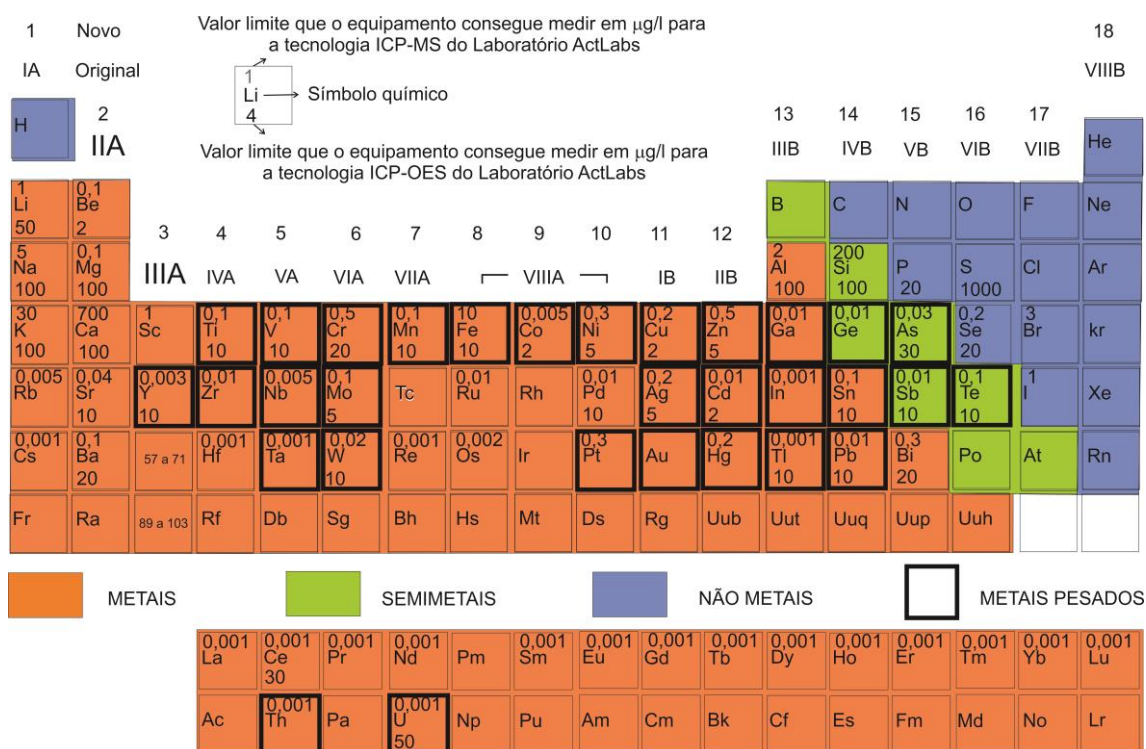 1 Novo
IA Original
Valor limite que o equipamento consegue medir em µg/l para
a tecnologia ICP-MS do Laboratório ActLabs
1
Li
4
Símbolo químico
Valor limite que o equipamento consegue medir em µg/l para
a tecnologia ICP-OES do Laboratório ActLabs
18
VIIIB
H
2
IIA
13 14 15 16 17
IIIB IVB VB VIB VIIB
He
1 0,1
Li Be B C N O F Ne
50 2
3 4 5 6 7 8 9 10 11 12
IIIA IVA VA VIA VIIA VIIIA IB IIB
5 0,1 2 200
Na Mg Al Si P S Cl Ar
100 100 100 100 20 1000
30 700 1 0,1 0,1 0,5 0,1 10 0,005 0,3 0,2 0,5 0,01 0,01 0,03 0,2 3
K Ca Sc Ti V Cr Mn Fe Co Ni Cu Zn Ga Ge As Se Br kr
100 100 10 10 20 10 10 2 5 2 5 30 20
0,005 0,04 0,003 0,01 0,005 0,1 0,01 0,01 0,2 0,01 0,001 0,1 0,01 0,1 1
Rb Sr Y Zr Nb Mo Tc Ru Rh Pd Ag Cd In Sn Sb Te I Xe
10 10 5 10 5 2 10 10 10
0,001 0,1 0,001 0,001 0,02 0,001 0,002 0,3 0,2 0,001 0,01 0,3
Cs Ba 57 a 71 Hf Ta W Re Os Ir Pt Au Hg Tl Pb Bi Po At Rn
20 10 10 10 20
Fr Ra 89 a 103 Rf Db Sg Bh Hs Mt Ds Rg Uub Uut Uuq Uup Uuh
METAIS SEMIMETAIS NÃO METAIS METAIS PESADOS
0,001 0,001 0,001 0,001 0,001 0,001 0,001 0,001 0,001 0,001 0,001 0,001 0,001 0,001
La Ce Pr Nd Pm Sm Eu Gd Tb Dy Ho Er Tm Yb Lu
30
0,001 0,001
Ac Th Pa U Np Pu Am Cm Bk Cf Es Fm Md No Lr
50